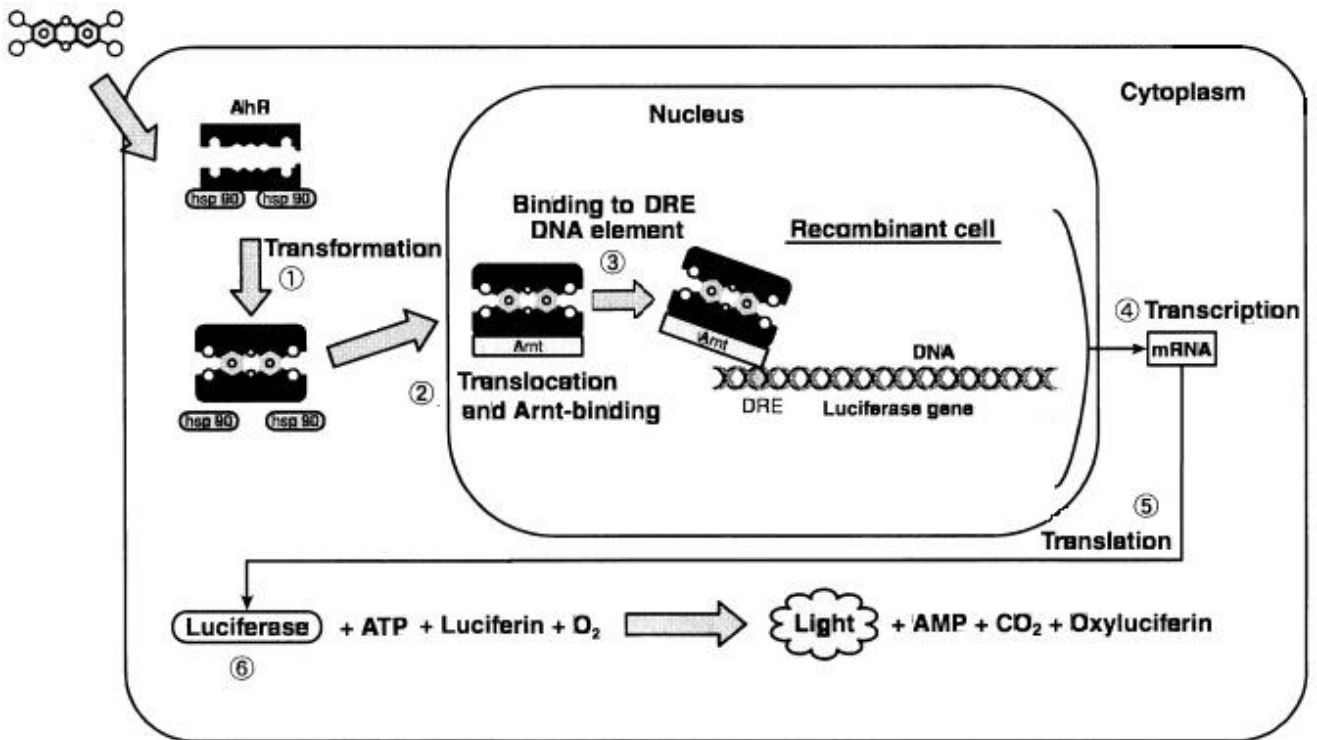 Cytoplasm
AhR
Nucleus
hsp 90 hsp 90
Binding to DRE
DNA element
Recombinant cell
Transformation
①
③
④ Transcription
mRNA
Arnt
Arnt
DNA
② Translocation
and Arnt-binding
DRE
Luciferase gene
hsp 90 hsp 90
⑤
Translation
Luciferase + ATP + Luciferin + O₂
Light + AMP + CO₂ + Oxyluciferin
⑥